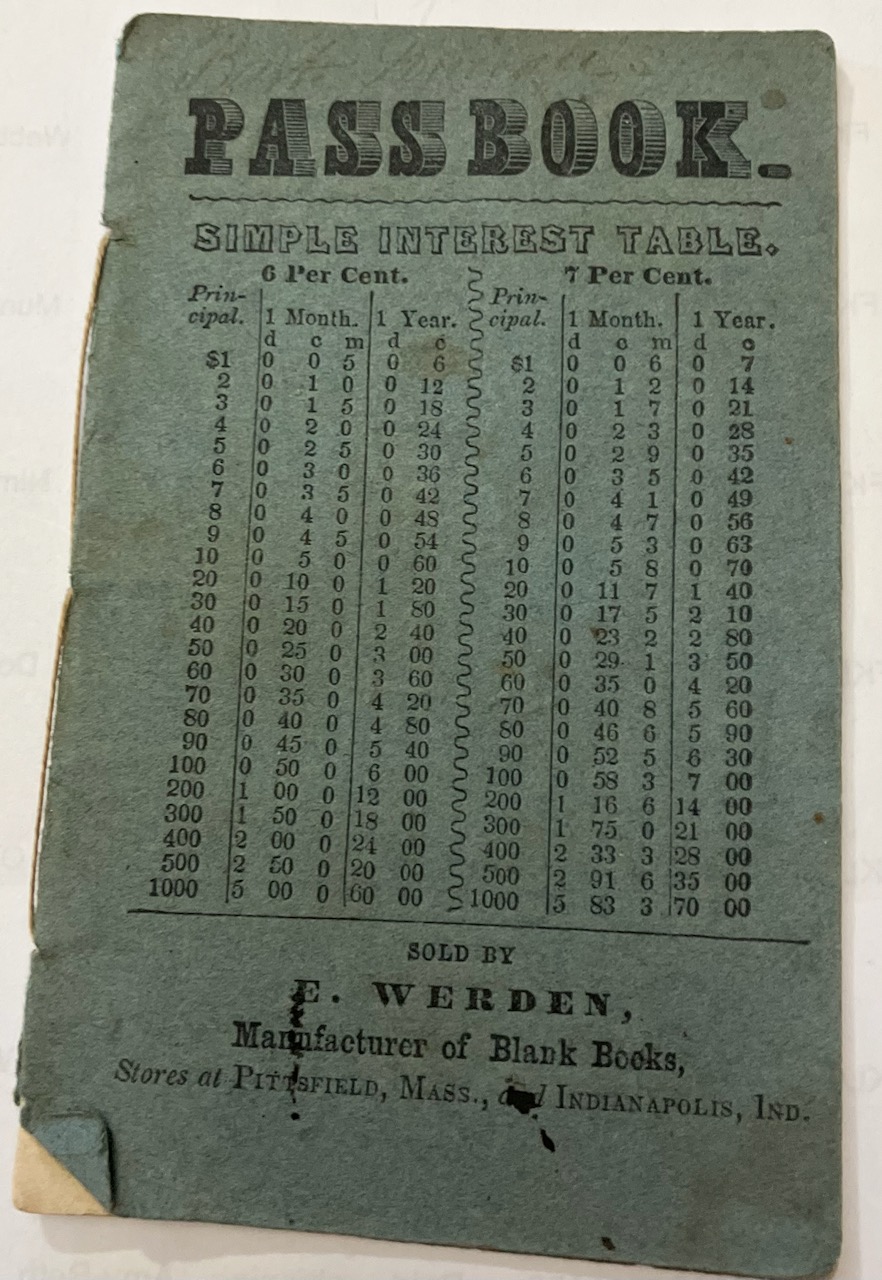 PASS BOOK.
SIMPLE INTEREST TABLE.
6 Per Cent. 7 Per Cent.
Prin- Prin-
cipal. 1 Month. 1 Year. cipal. 1 Month. 1 Year.
d c m d c d c m d c
$1 0 0 5 0 6 $1 0 0 6 0 7
2 0 1 0 0 12 2 0 1 2 0 14
3 0 1 5 0 18 3 0 1 7 0 21
4 0 2 0 0 24 4 0 2 3 0 28
5 0 2 5 0 30 5 0 2 9 0 35
6 0 3 0 0 36 6 0 3 5 0 42
7 0 3 5 0 42 7 0 4 1 0 49
8 0 4 0 0 48 8 0 4 7 0 56
9 0 4 5 0 54 9 0 5 3 0 63
10 0 5 0 0 60 10 0 5 8 0 70
20 0 10 0 1 20 20 0 11 7 1 40
30 0 15 0 1 80 30 0 17 5 2 10
40 0 20 0 2 40 40 0 23 2 2 80
50 0 25 0 3 00 50 0 29 1 3 50
60 0 30 0 3 60 60 0 35 0 4 20
70 0 35 0 4 20 70 0 40 8 5 60
80 0 40 0 4 80 80 0 46 6 5 90
90 0 45 0 5 40 90 0 52 5 6 30
100 0 50 0 6 00 100 0 58 3 7 00
200 1 00 0 12 00 200 1 16 6 14 00
300 1 50 0 18 00 300 1 75 0 21 00
400 2 00 0 24 00 400 2 33 3 28 00
500 2 50 0 20 00 500 2 91 6 35 00
1000 5 00 0 60 00 1000 5 83 3 70 00
SOLD BY
E. WERDEN,
Manufacturer of Blank Books,
Stores at PITTSFIELD, MASS., and INDIANAPOLIS, IND.